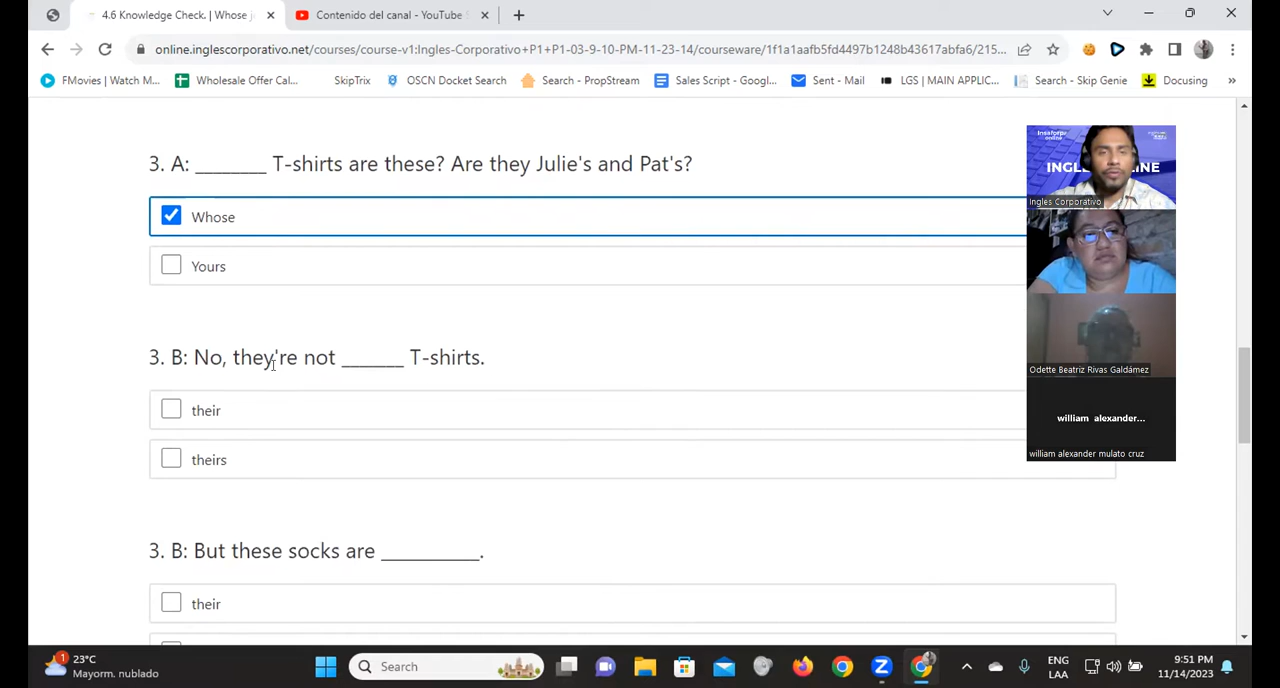 4.6 Knowledge Check. | Whose j
Contenido del canal - YouTube S
online.inglescorporativo.net/courses/course-v1:Ingles-Corporativo+P1+P1-03-9-10-PM-11-23-14/courseware/1f1a1aafb5fd4497b1248b43617abfa6/215...
FMovies | Watch M...
Wholesale Offer Cal...
SkipTrix
OSCN Docket Search
Search - PropStream
Sales Script - Googl...
Sent - Mail
LGS | MAIN APPLIC...
Search - Skip Genie
Docusing
»
3. A: ________ T-shirts are these? Are they Julie's and Pat's?
Whose
Yours
3. B: No, they're not _______ T-shirts.
their
theirs
3. B: But these socks are ___________.
their
INGL
LINE
Ingles Corporativo
Odette Beatriz Rivas Galdámez
william alexander...
william alexander mulato cruz
1
23°C
Mayorm. nublado
Search
ENG
LAA
9:51 PM
11/14/2023